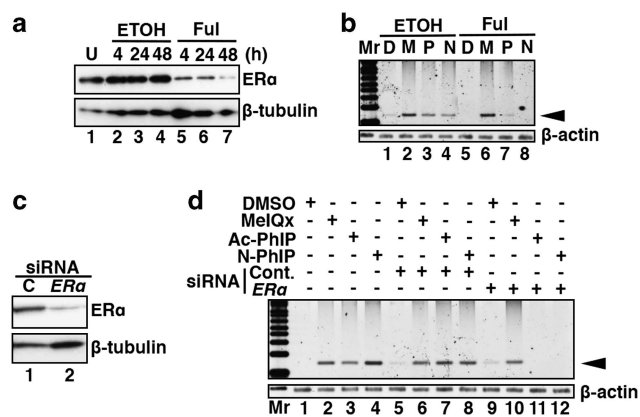 a
ETOH Ful
U 4 24 48 4 24 48 (h)
ERα
β-tubulin
1 2 3 4 5 6 7
b
ETOH Ful
Mr D M P N D M P N
β-actin
1 2 3 4 5 6 7 8
c
siRNA
C ERα
ERα
β-tubulin
1 2
d
DMSO + - - - + - - - + - - -
MeIQx - + - - - + - - - + - -
Ac-PhIP - - + - - - + - - - + -
N-PhIP - - - + - - - + - - - +
siRNA
Cont. - - - - + + + + - - - -
ERα - - - - - - - - + + + +
β-actin
Mr 1 2 3 4 5 6 7 8 9 10 11 12